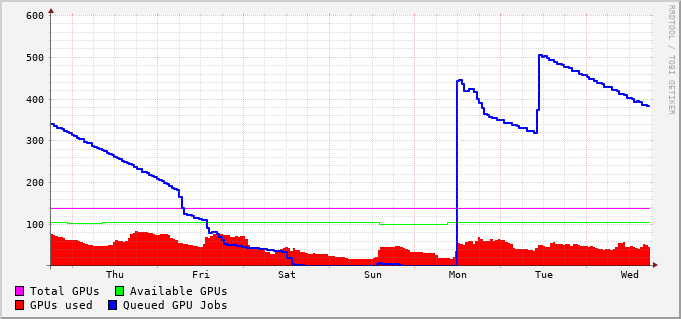 600
500
400
300
200
100
Thu Fri Sat Sun Mon Tue Wed
Total GPUs Available GPUs
GPUs used Queued GPU Jobs
RRDTOOL / TOBI OETIKER